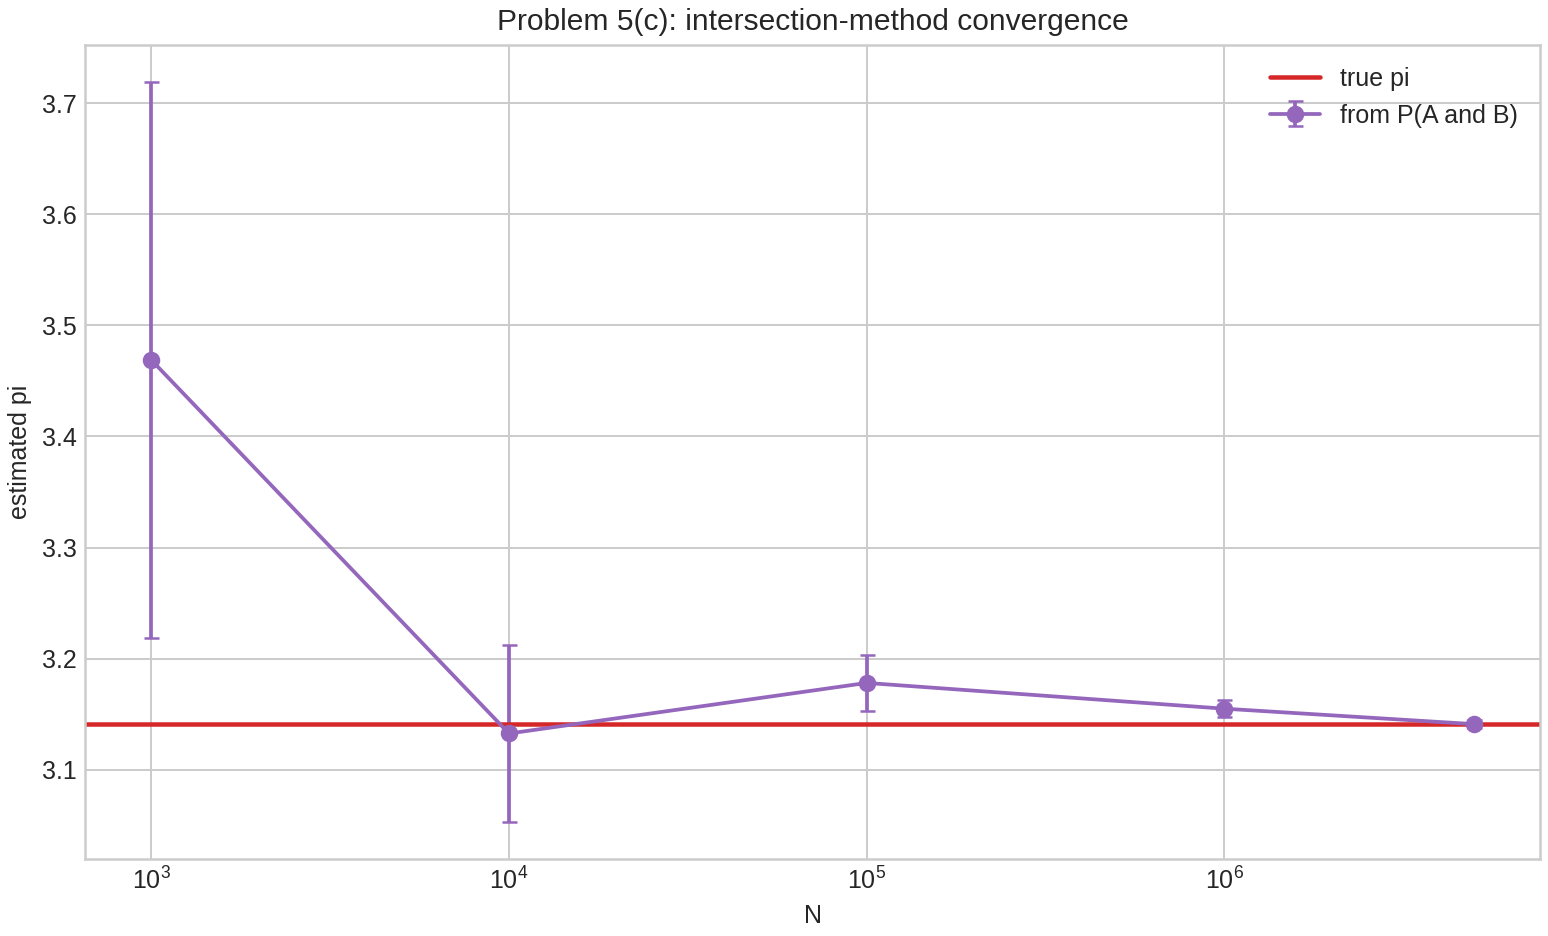 Problem 5(c): intersection-method convergence
true pi
from P(A and B)
3.7
3.6
3.5
3.4
3.3
3.2
3.1
estimated pi
10³ 10⁴ 10⁵ 10⁶
N